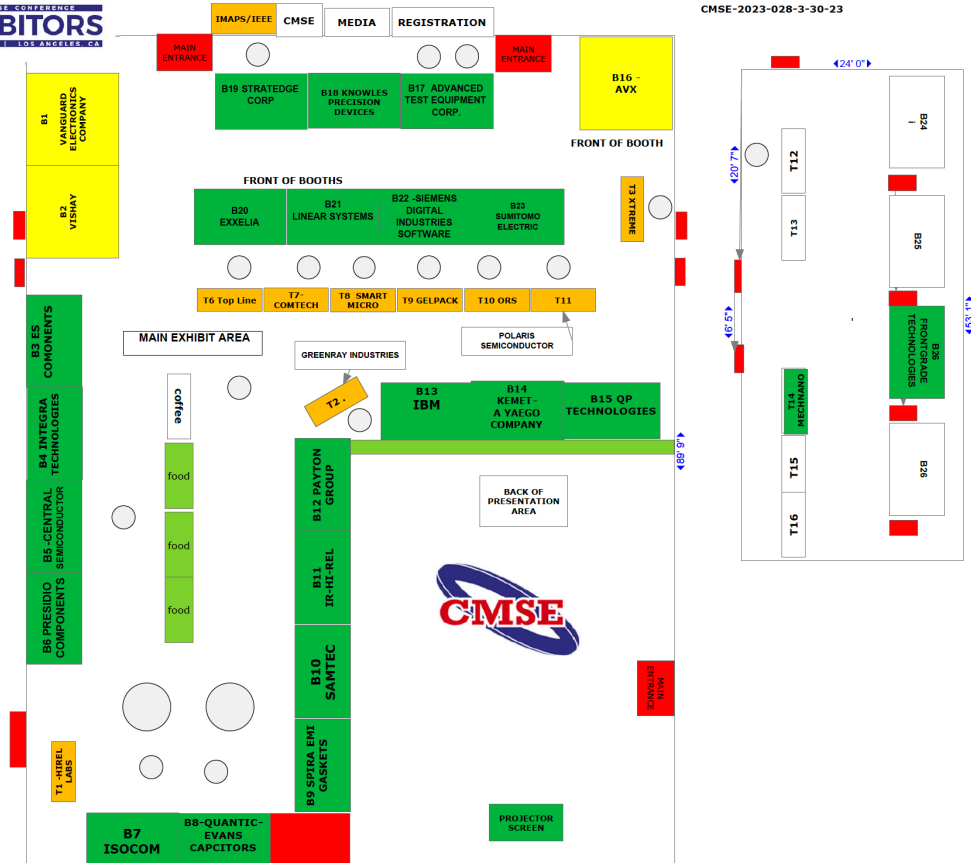 SE CONFERENCE
BITORS
LOS ANGELES, CA
IMAPS/IEEE
CMSE
MEDIA
REGISTRATION
CMSE-2023-028-3-30-23
MAIN
ENTRANCE
MAIN
ENTRANCE
B1
VANGUARD
ELECTRONICS
COMPANY
B2
VISHAY
B19 STRATEDGE
CORP
B18 KNOWLES
PRECISION
DEVICES
B17 ADVANCED
TEST EQUIPMENT
CORP.
B16 -
AVX
FRONT OF BOOTH
FRONT OF BOOTHS
B20
EXXELIA
B21
LINEAR SYSTEMS
B22 -SIEMENS
DIGITAL
INDUSTRIES
SOFTWARE
B23
SUMITOMO
ELECTRIC
T3 XTREME
T6 Top Line
T7-
COMTECH
T8 SMART
MICRO
T9 GELPACK
T10 ORS
T11
MAIN EXHIBIT AREA
GREENRAY INDUSTRIES
POLARIS
SEMICONDUCTOR
B3 ES
COMONENTS
B4 INTEGRA
TECHNOLOGIES
B5 -CENTRAL
SEMICONDUCTOR
B6 PRESIDIO
COMPONENTS
coffee
food
food
food
T2 .
B13
IBM
B14
KEMET-
A YAEGO
COMPANY
B15 QP
TECHNOLOGIES
B12 PAYTON
GROUP
B11
IR-HI-REL
B10
SAMTEC
B9 SPIRA EMI
GASKETS
BACK OF
PRESENTATION
AREA
CMSE
MAIN
ENTRANCE
T1 -HIREL
LABS
B7
ISOCOM
B8-QUANTIC-
EVANS
CAPCITORS
PROJECTOR
SCREEN
89' 9"
24' 0"
20' 7"
6' 5"
53' 1"
T12
T13
T14
MECHNANO
T15
T16
B24
B25
B26
FRONTGRADE
TECHNOLOGIES
B26